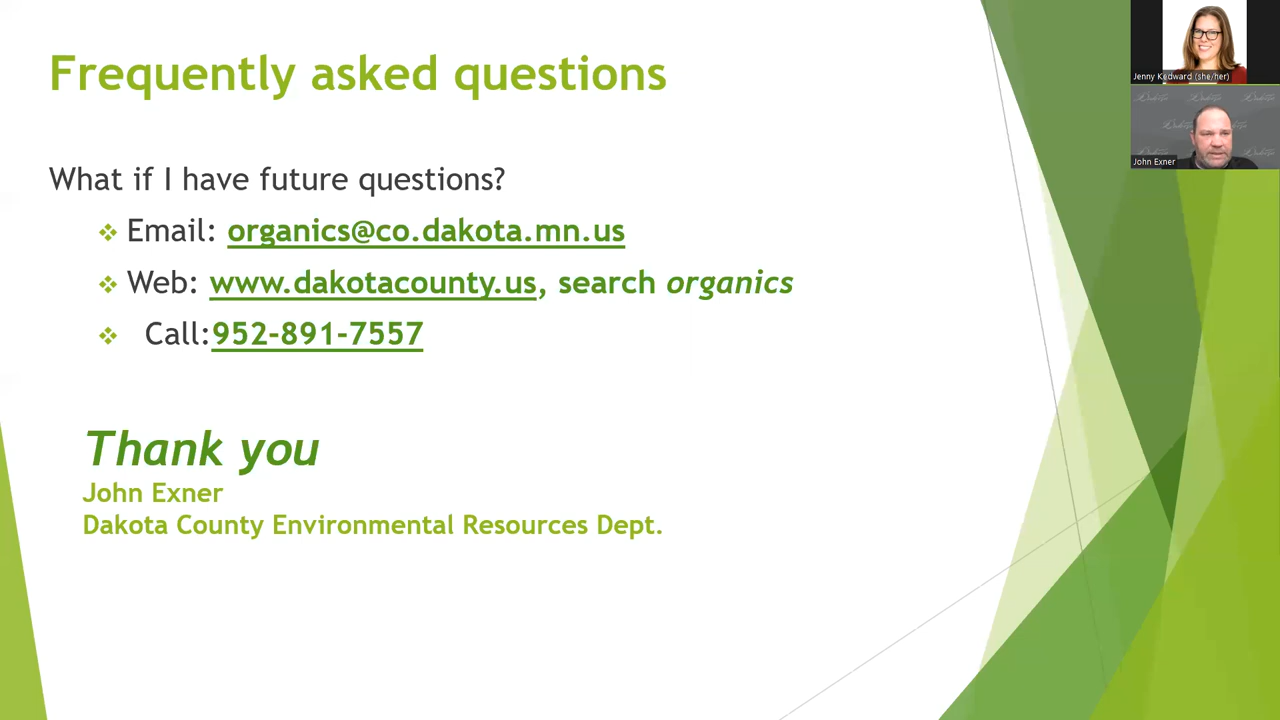 Frequently asked questions
What if I have future questions?
Email: organics@co.dakota.mn.us
Web: www.dakotacounty.us, search organics
Call:952-891-7557
Thank you
John Exner
Dakota County Environmental Resources Dept.
Jenny Kedward (she/her)
John Exner